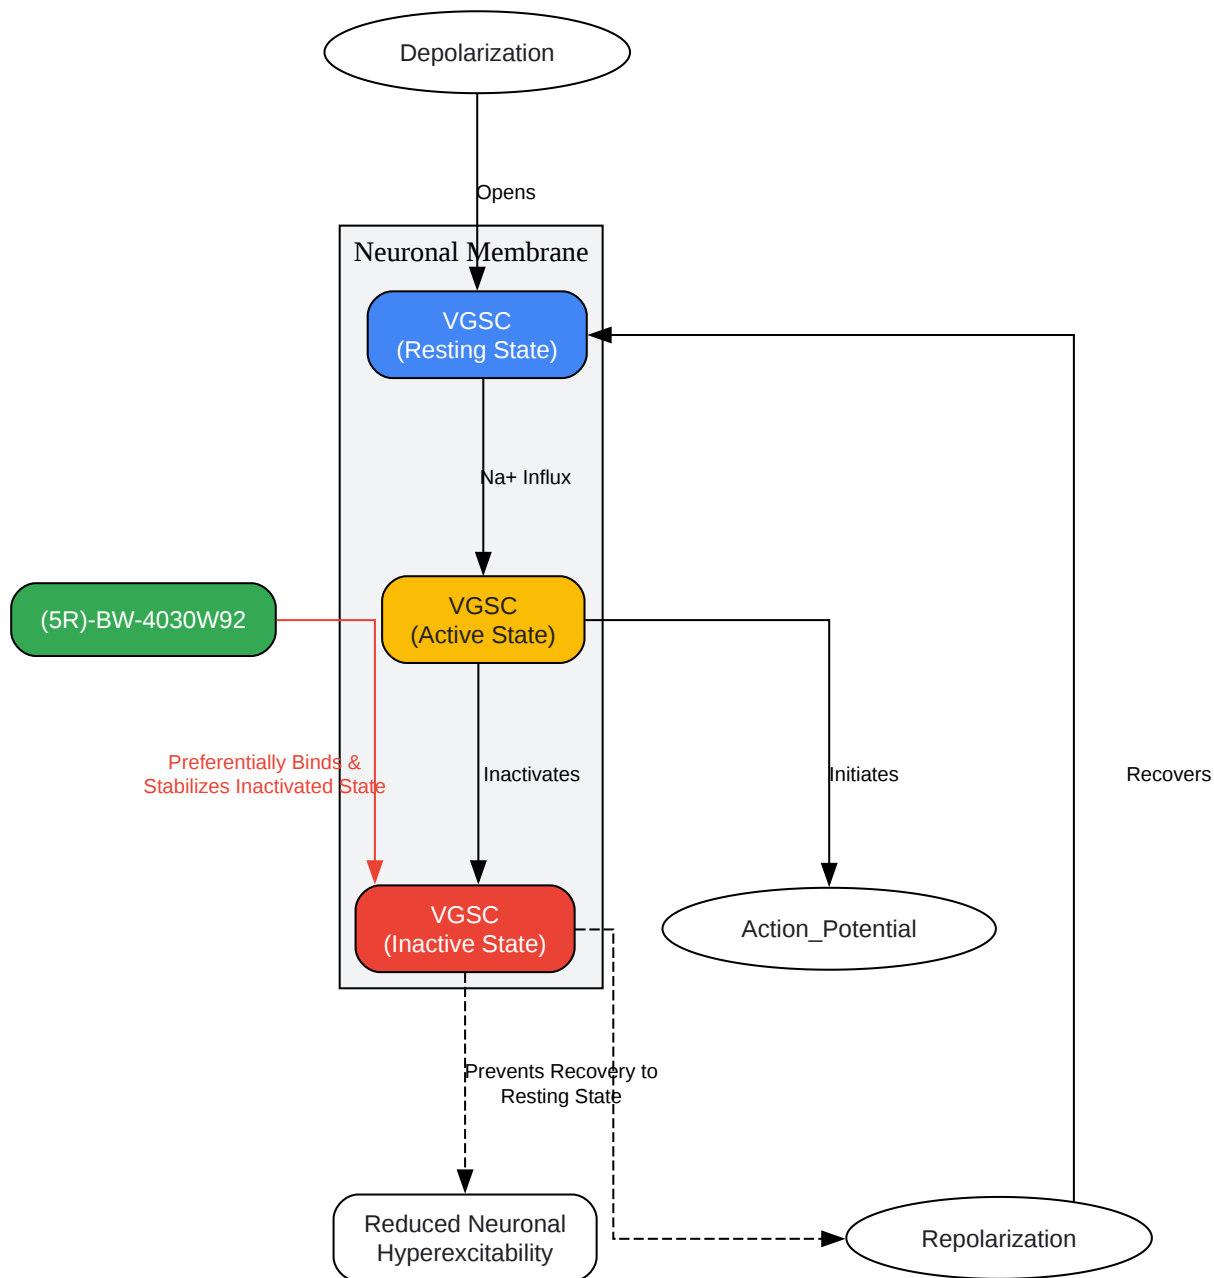 Depolarization
Opens
Neuronal Membrane
VGSC
(Resting State)
Na+ Influx
(5R)-BW-4030W92
VGSC
(Active State)
Preferentially Binds &
Stabilizes Inactivated State
Inactivates
Initiates
Recovers
VGSC
(Inactive State)
Action_Potential
Prevents Recovery to
Resting State
Reduced Neuronal
Hyperexcitability
Repolarization